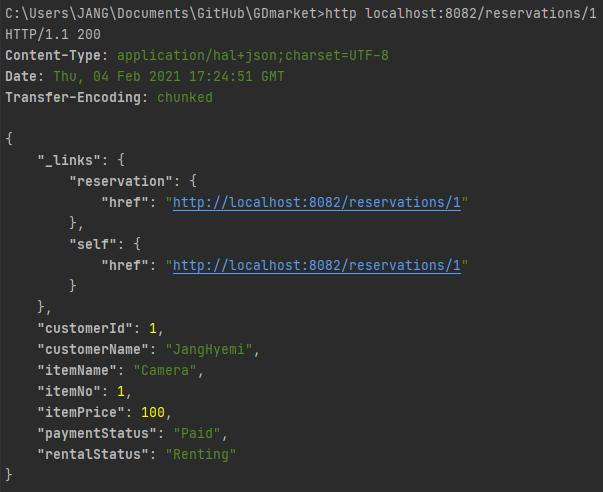 C:\Users\JANG\Documents\GitHub\GDmarket>http localhost:8082/reservations/1
HTTP/1.1 200
Content-Type: application/hal+json;charset=UTF-8
Date: Thu, 04 Feb 2021 17:24:51 GMT
Transfer-Encoding: chunked

{
    "_links": {
        "reservation": {
            "href": "http://localhost:8082/reservations/1"
        },
        "self": {
            "href": "http://localhost:8082/reservations/1"
        }
    },
    "customerId": 1,
    "customerName": "JangHyemi",
    "itemName": "Camera",
    "itemNo": 1,
    "itemPrice": 100,
    "paymentStatus": "Paid",
    "rentalStatus": "Renting"
}